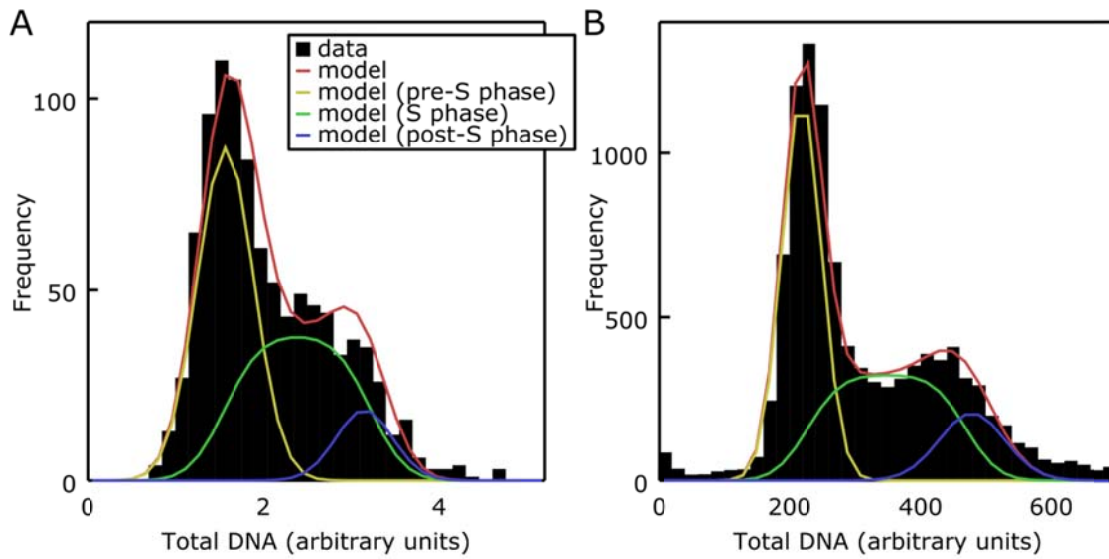 A
data
model
model (pre-S phase)
model (S phase)
model (post-S phase)
100
50
0
Frequency
0
2
4
Total DNA (arbitrary units)
B
1000
500
0
Frequency
0
200
400
600
Total DNA (arbitrary units)